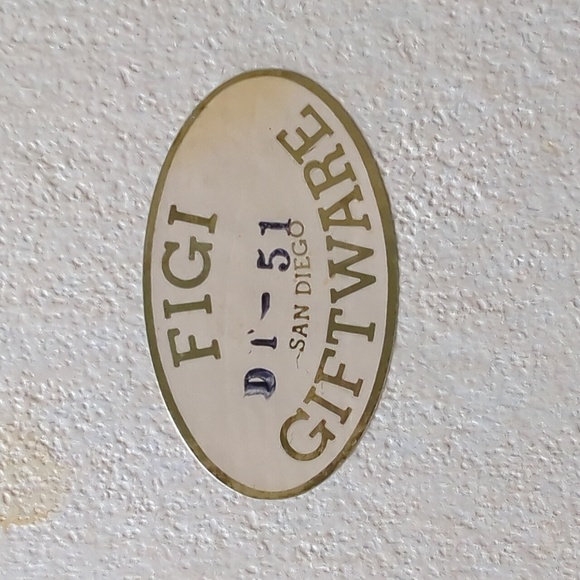 FIGI
DI-51
SAN DIEGO
GIFTWARE